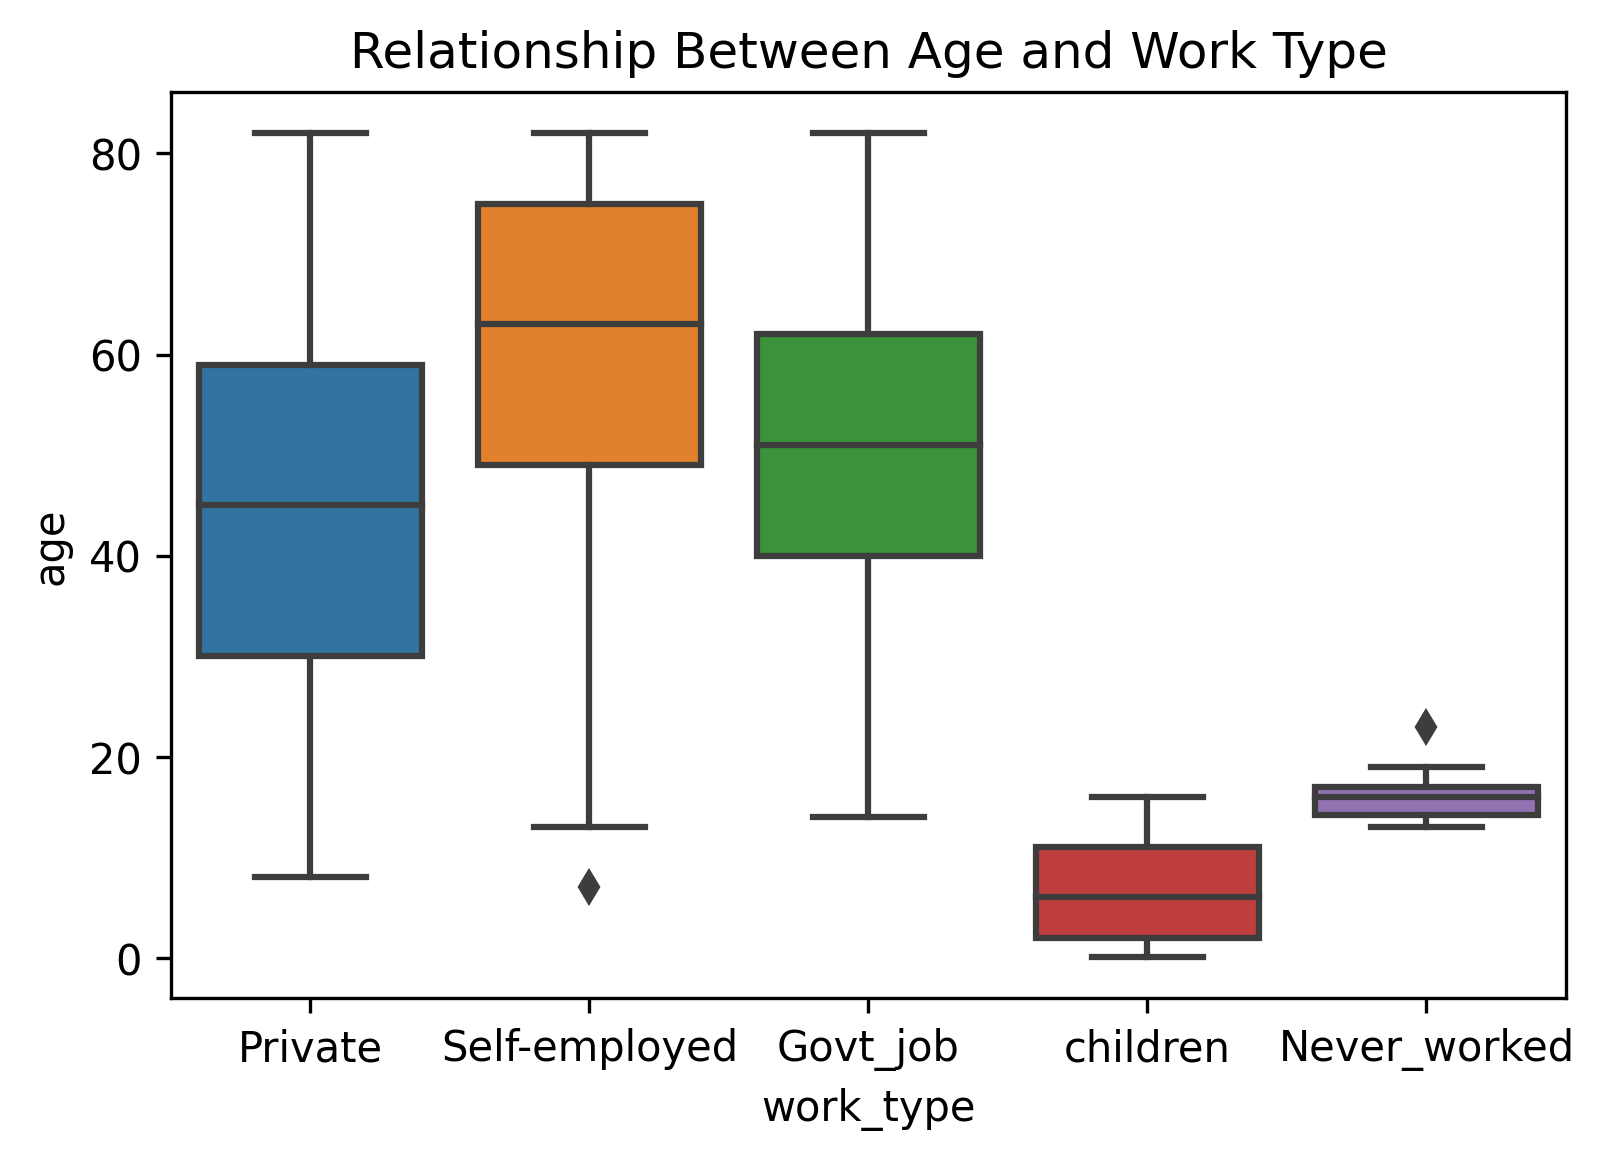 Relationship Between Age and Work Type
80
60
40
20
0
age
Private Self-employed Govt_job children Never_worked
work_type